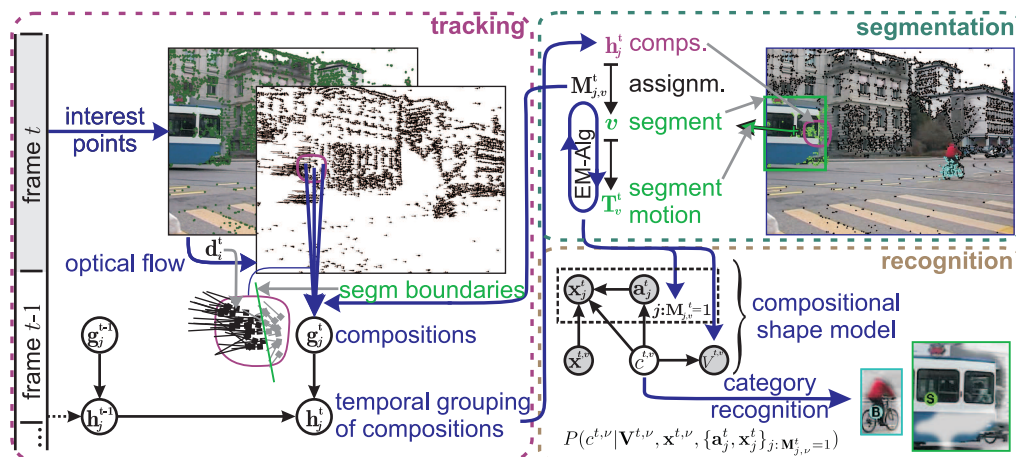 tracking
frame t
interest
points
d_i^t
optical flow
segm boundaries
g_j^t
compositions
frame t-1
g_j^{t-1}
h_j^{t-1}
h_j^t
temporal grouping
of compositions
...
segmentation
h_j^t comps.
M_{j,v}^t assignm.
v segment
EM-Alg
T_v^t segment
motion
B
recognition
x_j^t
a_j^t
j:M_{j,v}^t=1
compositional
shape model
x^{t,v}
c^{t,v}
V^{t,v}
category
recognition
B
S
P(c^{t,ν}|V^{t,ν}, x^{t,ν}, {a_j^t, x_j^t}_{j: M_{j,ν}^t=1})